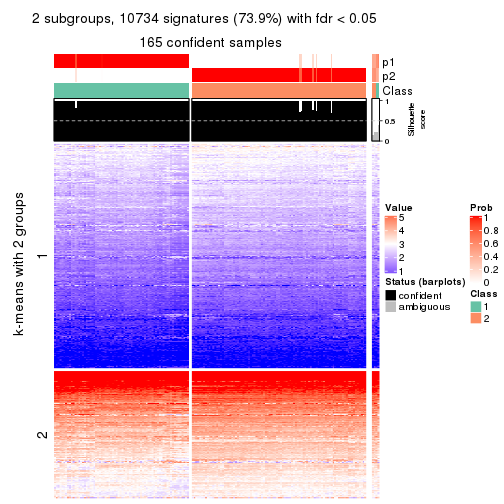 2 subgroups, 10734 signatures (73.9%) with fdr < 0.05
165 confident samples
p1
p2
Class
1
0.5
0
Silhouette
score
k-means with 2 groups
1
2
Value
5
4
3
2
1
Status (barplots)
confident
ambiguous
Prob
1
0.8
0.6
0.4
0.2
0
Class
1
2